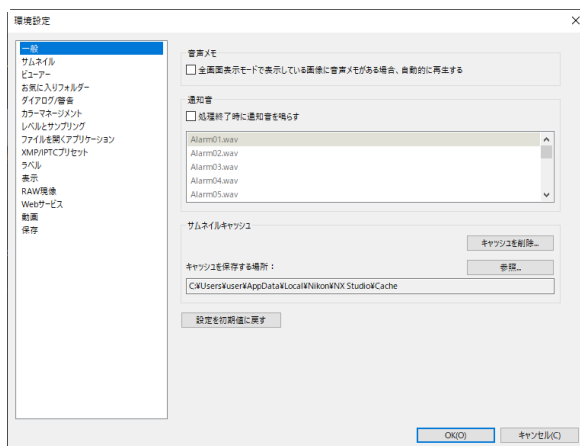 環境設定
一般
サムネイル
ビューアー
お気に入りフォルダー
ダイアログ/警告
カラーマネージメント
レベルとサンプリング
ファイルを開くアプリケーション
XMP/IPTCプリセット
ラベル
表示
RAW現像
Webサービス
動画
保存
音声メモ
全画面表示モードで表示している画像に音声メモがある場合、自動的に再生する
通知音
処理終了時に通知音を鳴らす
Alarm01.wav
Alarm02.wav
Alarm03.wav
Alarm04.wav
Alarm05.wav
サムネイルキャッシュ
キャッシュを削除...
キャッシュを保存する場所：
参照...
C:¥Users¥user¥AppData¥Local¥Nikon¥NX Studio¥Cache
設定を初期値に戻す
OK(O)
キャンセル(C)